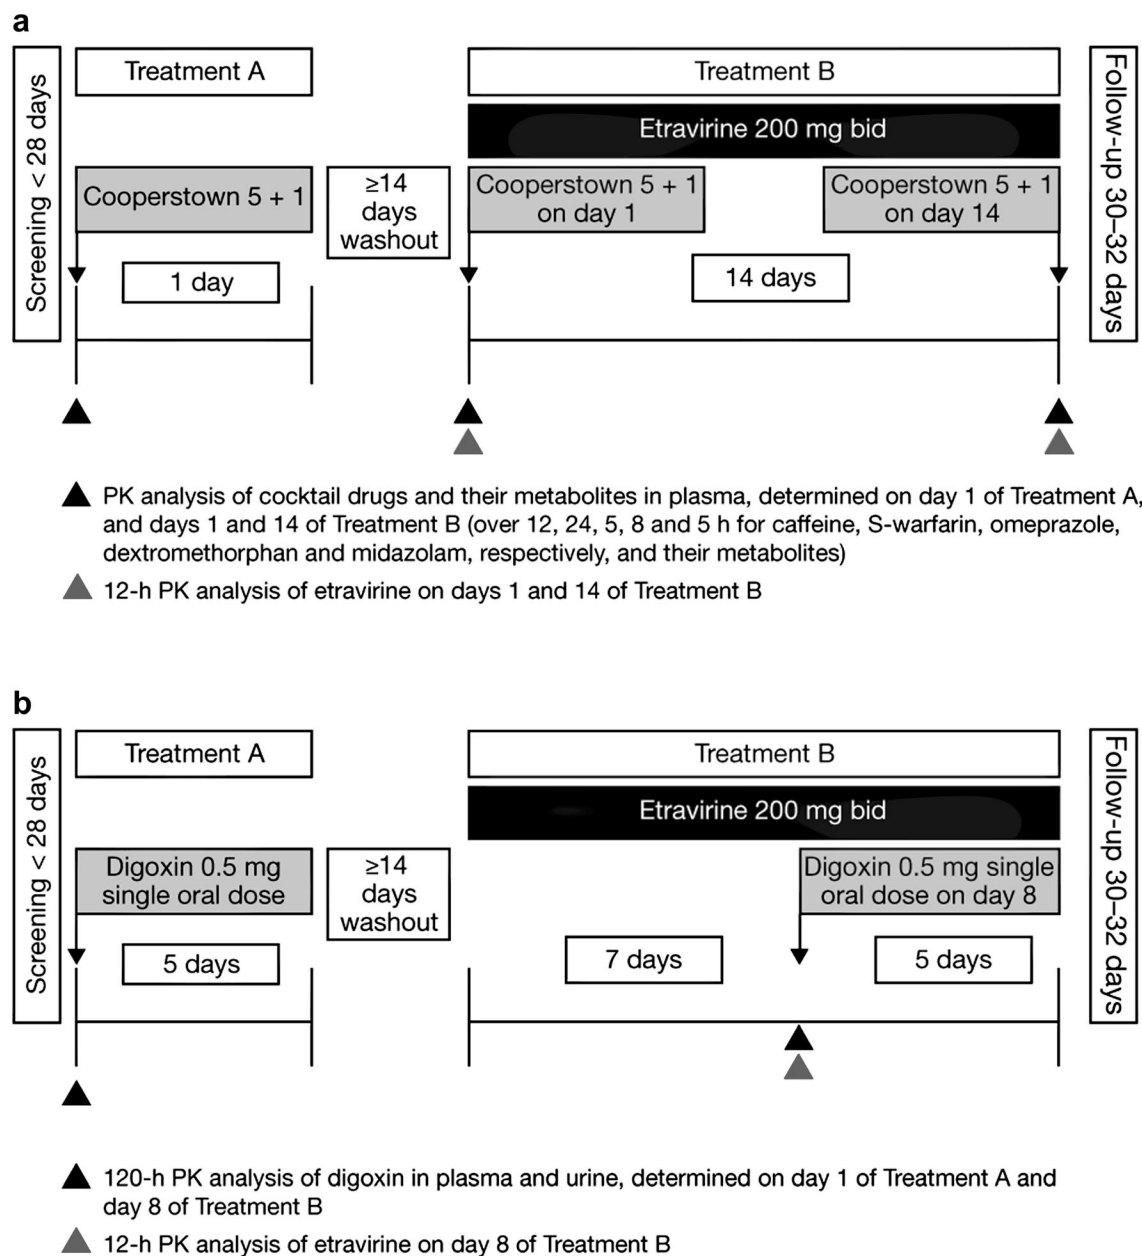 a
Screening < 28 days
Treatment A
Treatment B
Follow-up 30–32 days
Etravirine 200 mg bid
Cooperstown 5 + 1
≥14
days
washout
Cooperstown 5 + 1
on day 1
Cooperstown 5 + 1
on day 14
1 day
14 days
PK analysis of cocktail drugs and their metabolites in plasma, determined on day 1 of Treatment A,
and days 1 and 14 of Treatment B (over 12, 24, 5, 8 and 5 h for caffeine, S-warfarin, omeprazole,
dextromethorphan and midazolam, respectively, and their metabolites)
12-h PK analysis of etravirine on days 1 and 14 of Treatment B
b
Screening < 28 days
Treatment A
Treatment B
Follow-up 30–32 days
Etravirine 200 mg bid
Digoxin 0.5 mg
single oral dose
≥14
days
washout
Digoxin 0.5 mg single
oral dose on day 8
5 days
7 days
5 days
120-h PK analysis of digoxin in plasma and urine, determined on day 1 of Treatment A and
day 8 of Treatment B
12-h PK analysis of etravirine on day 8 of Treatment B